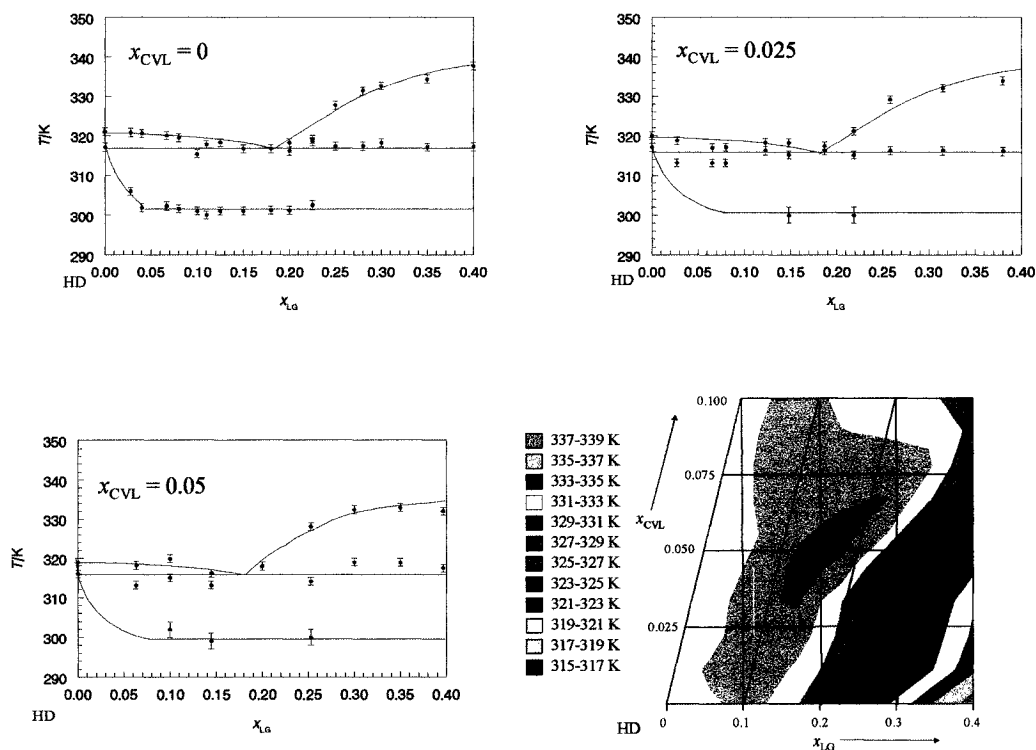 x_CVL = 0
T/K
350
340
330
320
310
300
290
0.00 0.05 0.10 0.15 0.20 0.25 0.30 0.35 0.40
HD
x_LG
x_CVL = 0.025
T/K
350
340
330
320
310
300
290
0.00 0.05 0.10 0.15 0.20 0.25 0.30 0.35 0.40
HD
x_LG
x_CVL = 0.05
T/K
350
340
330
320
310
300
290
0.00 0.05 0.10 0.15 0.20 0.25 0.30 0.35 0.40
HD
x_LG
337-339 K
335-337 K
333-335 K
331-333 K
329-331 K
327-329 K
325-327 K
323-325 K
321-323 K
319-321 K
317-319 K
315-317 K
0.100
0.075
x_CVL
0.050
0.025
0 0.1 0.2 0.3 0.4
HD
x_LG